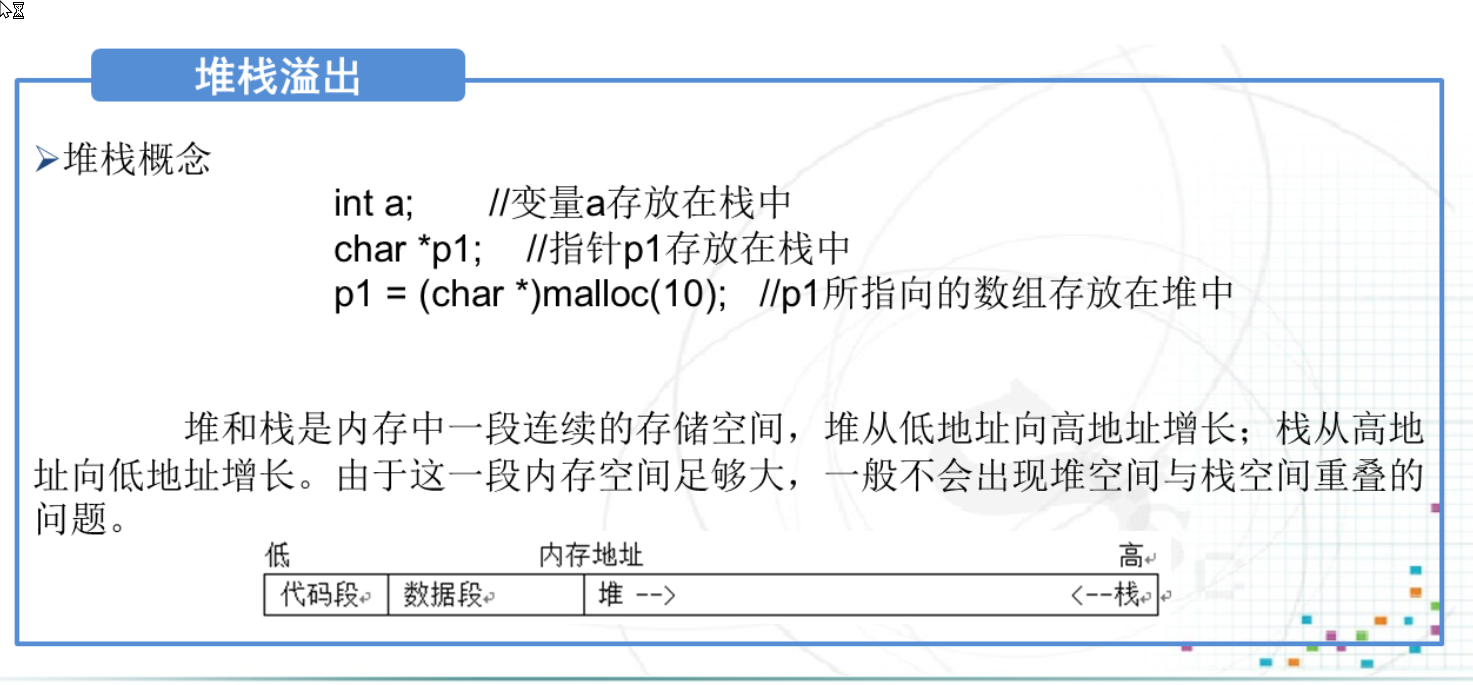 堆栈溢出
➢堆栈概念
int a; //变量a存放在栈中
char *p1; //指针p1存放在栈中
p1 = (char *)malloc(10); //p1所指向的数组存放在堆中
堆和栈是内存中一段连续的存储空间，堆从低地址向高地址增长；栈从高地
址向低地址增长。由于这一段内存空间足够大，一般不会出现堆空间与栈空间重叠的
问题。
低 内存地址 高
代码段 数据段 堆 --> <--栈